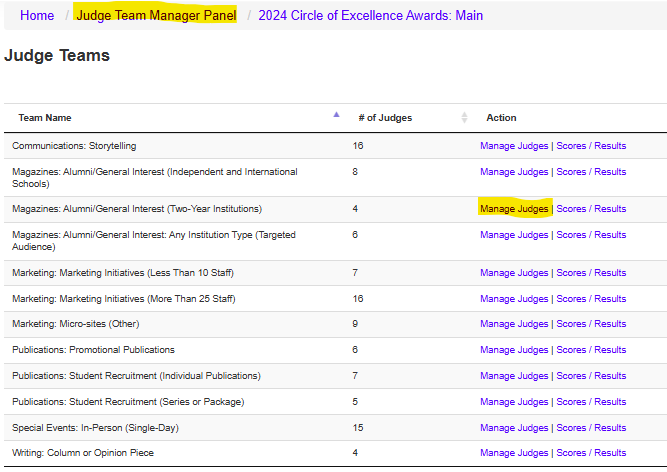 Home / Judge Team Manager Panel / 2024 Circle of Excellence Awards: Main
Judge Teams
Team Name # of Judges Action
Communications: Storytelling 16 Manage Judges | Scores / Results
Magazines: Alumni/General Interest (Independent and International
Schools) 8 Manage Judges | Scores / Results
Magazines: Alumni/General Interest (Two-Year Institutions) 4 Manage Judges | Scores / Results
Magazines: Alumni/General Interest: Any Institution Type (Targeted
Audience) 6 Manage Judges | Scores / Results
Marketing: Marketing Initiatives (Less Than 10 Staff) 7 Manage Judges | Scores / Results
Marketing: Marketing Initiatives (More Than 25 Staff) 16 Manage Judges | Scores / Results
Marketing: Micro-sites (Other) 9 Manage Judges | Scores / Results
Publications: Promotional Publications 6 Manage Judges | Scores / Results
Publications: Student Recruitment (Individual Publications) 7 Manage Judges | Scores / Results
Publications: Student Recruitment (Series or Package) 5 Manage Judges | Scores / Results
Special Events: In-Person (Single-Day) 15 Manage Judges | Scores / Results
Writing: Column or Opinion Piece 4 Manage Judges | Scores / Results